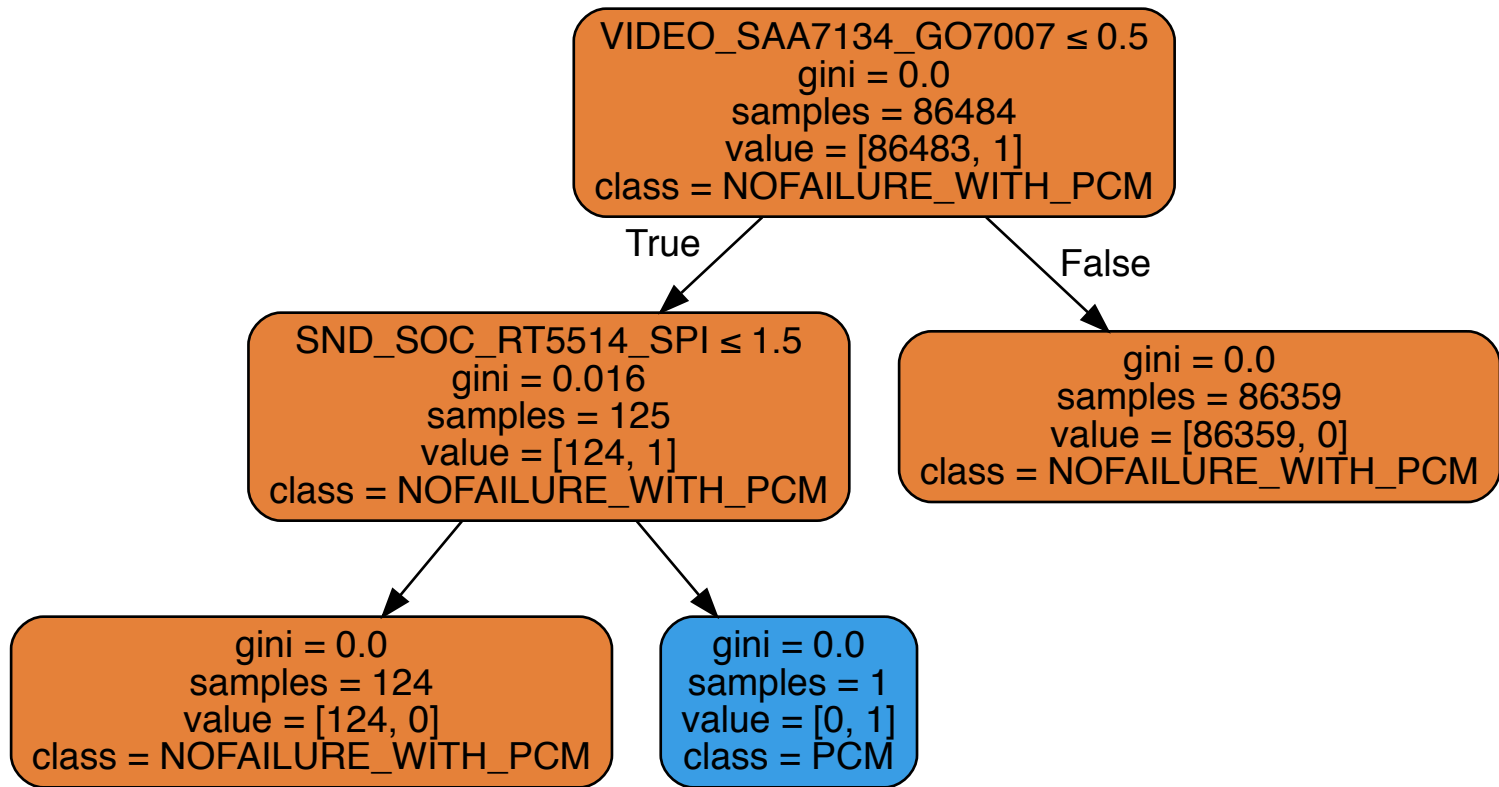 VIDEO_SAA7134_GO7007 ≤ 0.5
gini = 0.0
samples = 86484
value = [86483, 1]
class = NOFAILURE_WITH_PCM
True
False
SND_SOC_RT5514_SPI ≤ 1.5
gini = 0.016
samples = 125
value = [124, 1]
class = NOFAILURE_WITH_PCM
gini = 0.0
samples = 86359
value = [86359, 0]
class = NOFAILURE_WITH_PCM
gini = 0.0
samples = 124
value = [124, 0]
class = NOFAILURE_WITH_PCM
gini = 0.0
samples = 1
value = [0, 1]
class = PCM